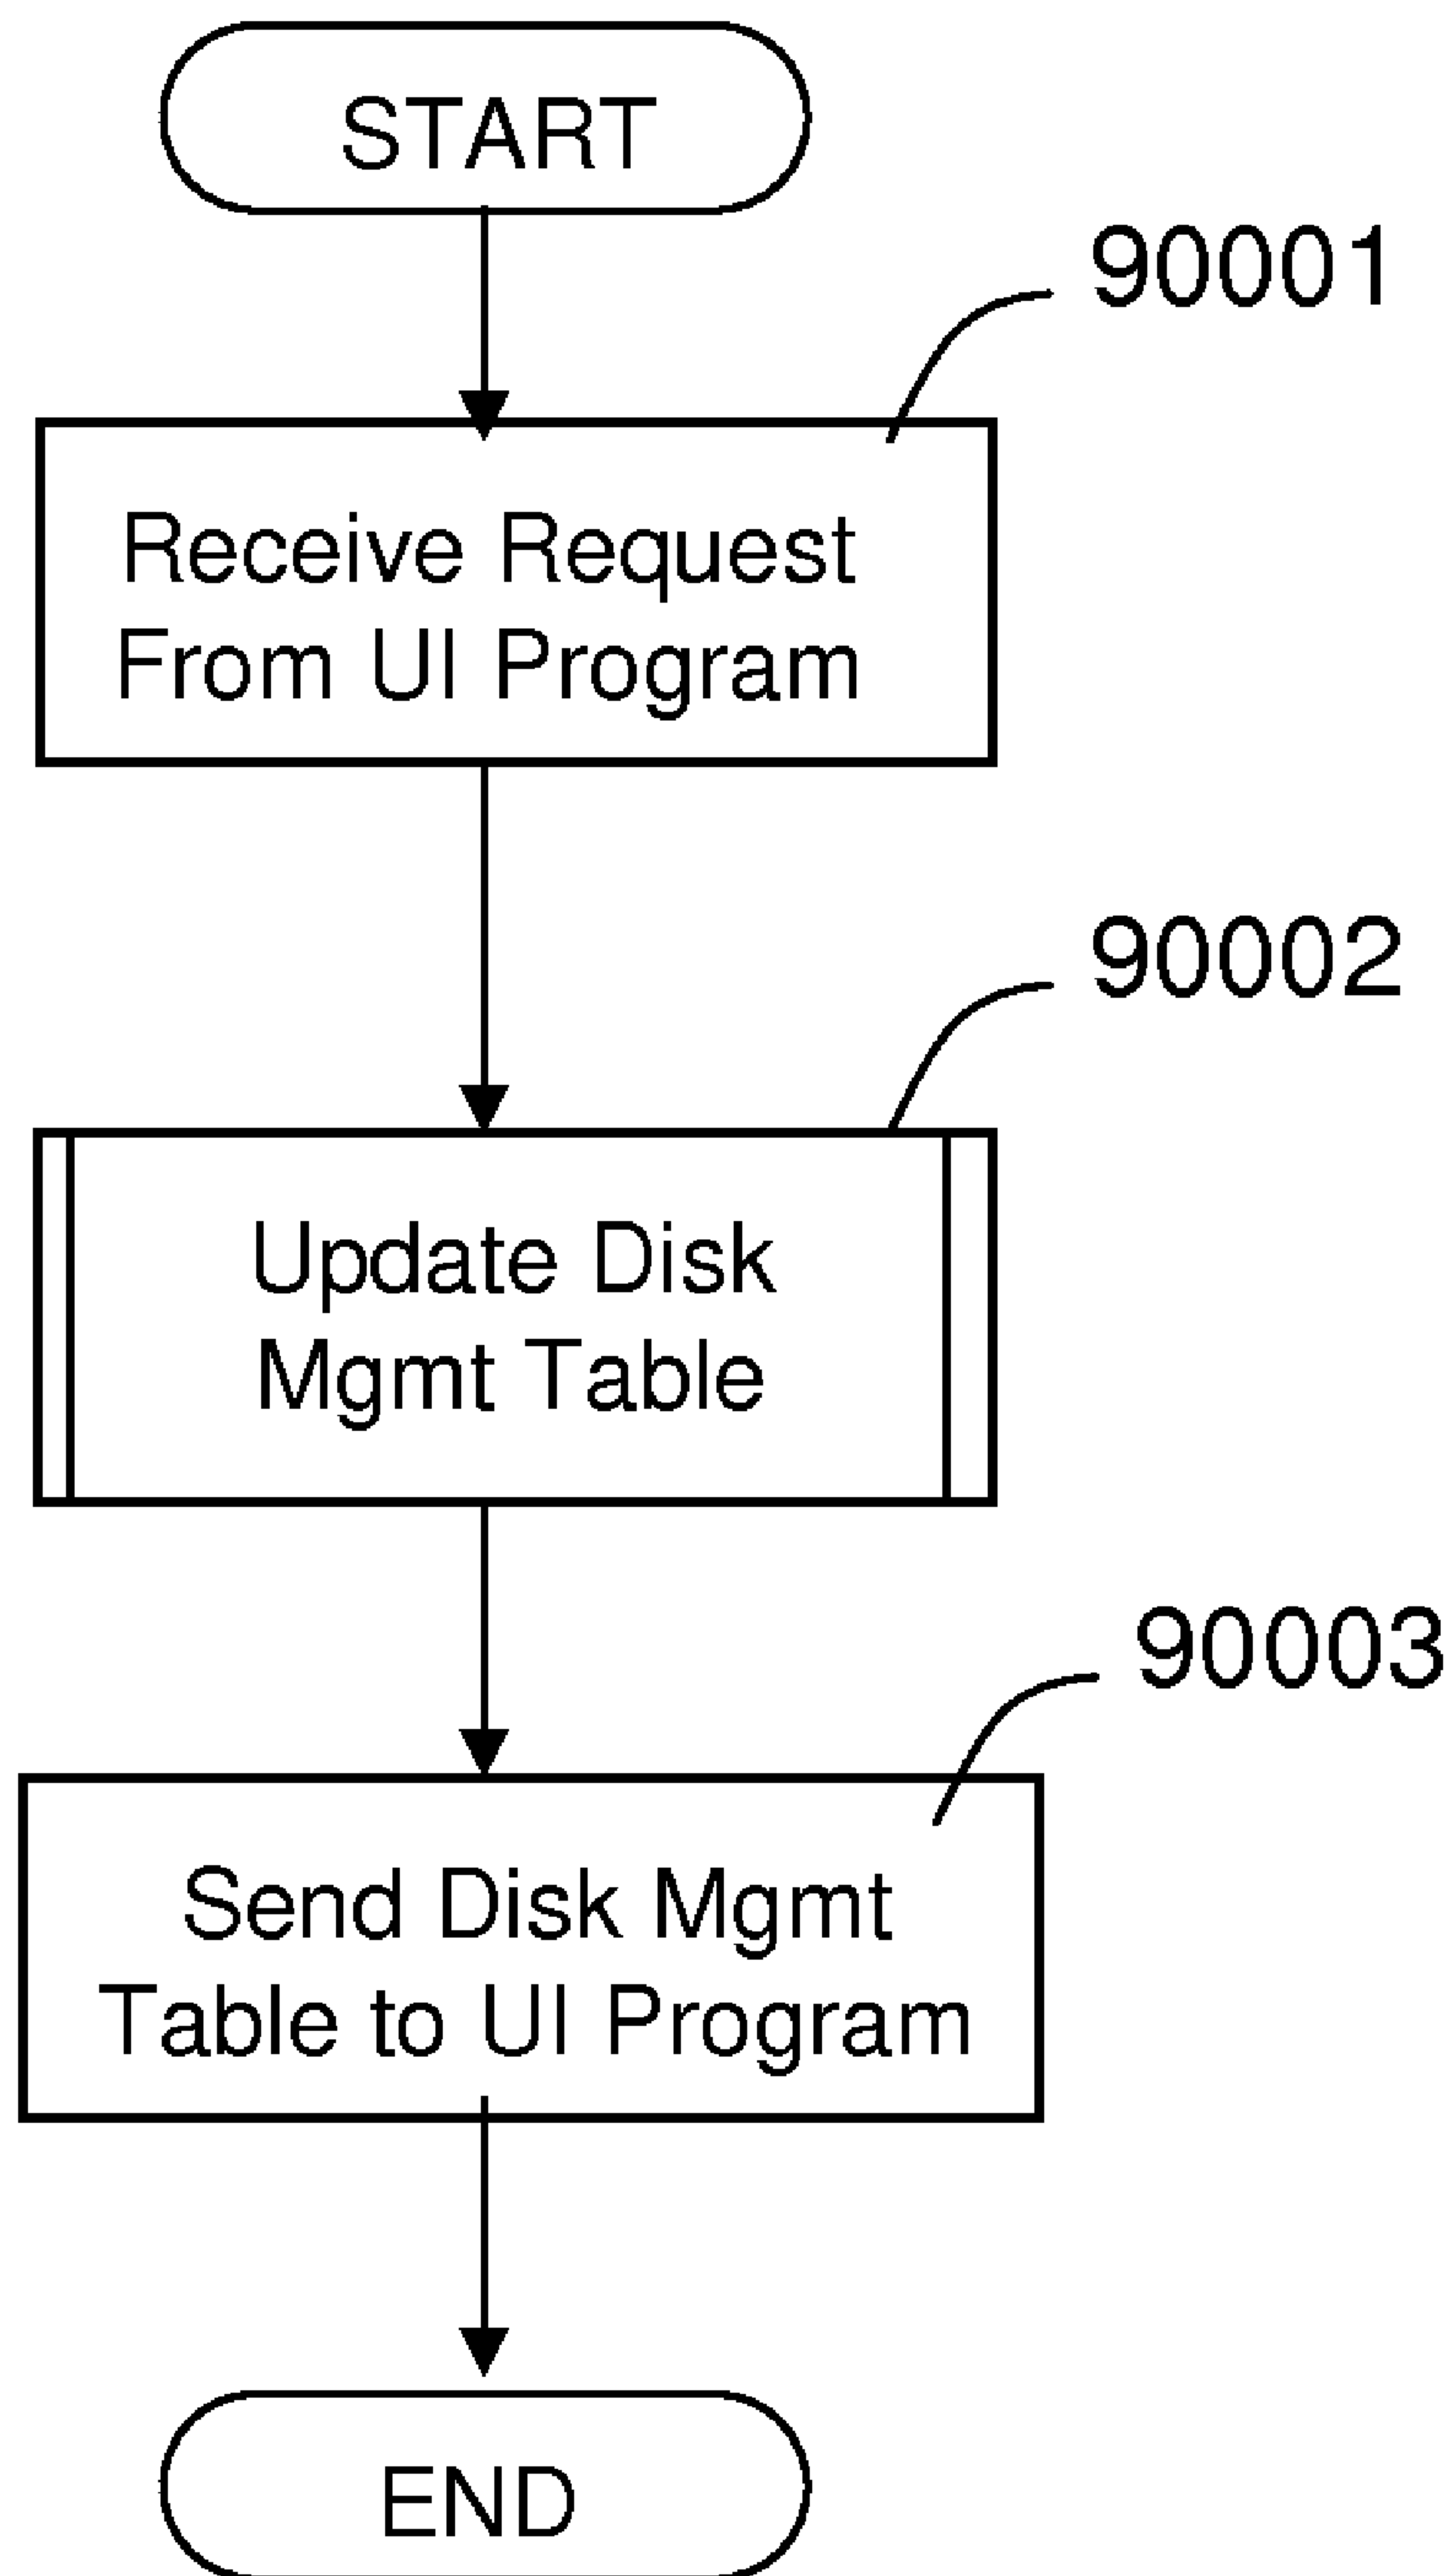 START
90001
Receive Request
From UI Program
90002
Update Disk
Mgmt Table
90003
Send Disk Mgmt
Table to UI Program
END